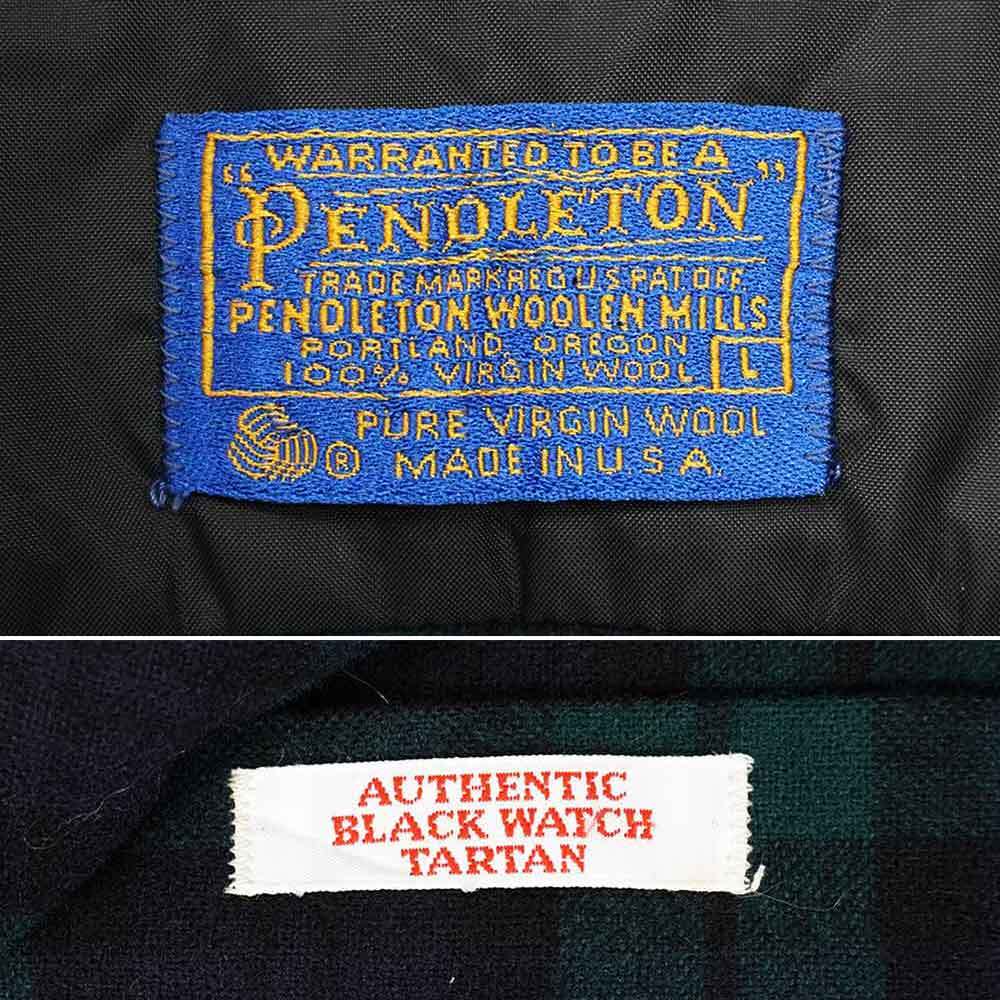 WARRANTED TO BE A
"PENDLETON"
TRADE MARK REG U.S. PAT. OFF.
PENDLETON WOOLEN MILLS
PORTLAND, OREGON
100% VIRGIN WOOL L
PURE VIRGIN WOOL
® MADE IN U.S.A.
AUTHENTIC
BLACK WATCH
TARTAN